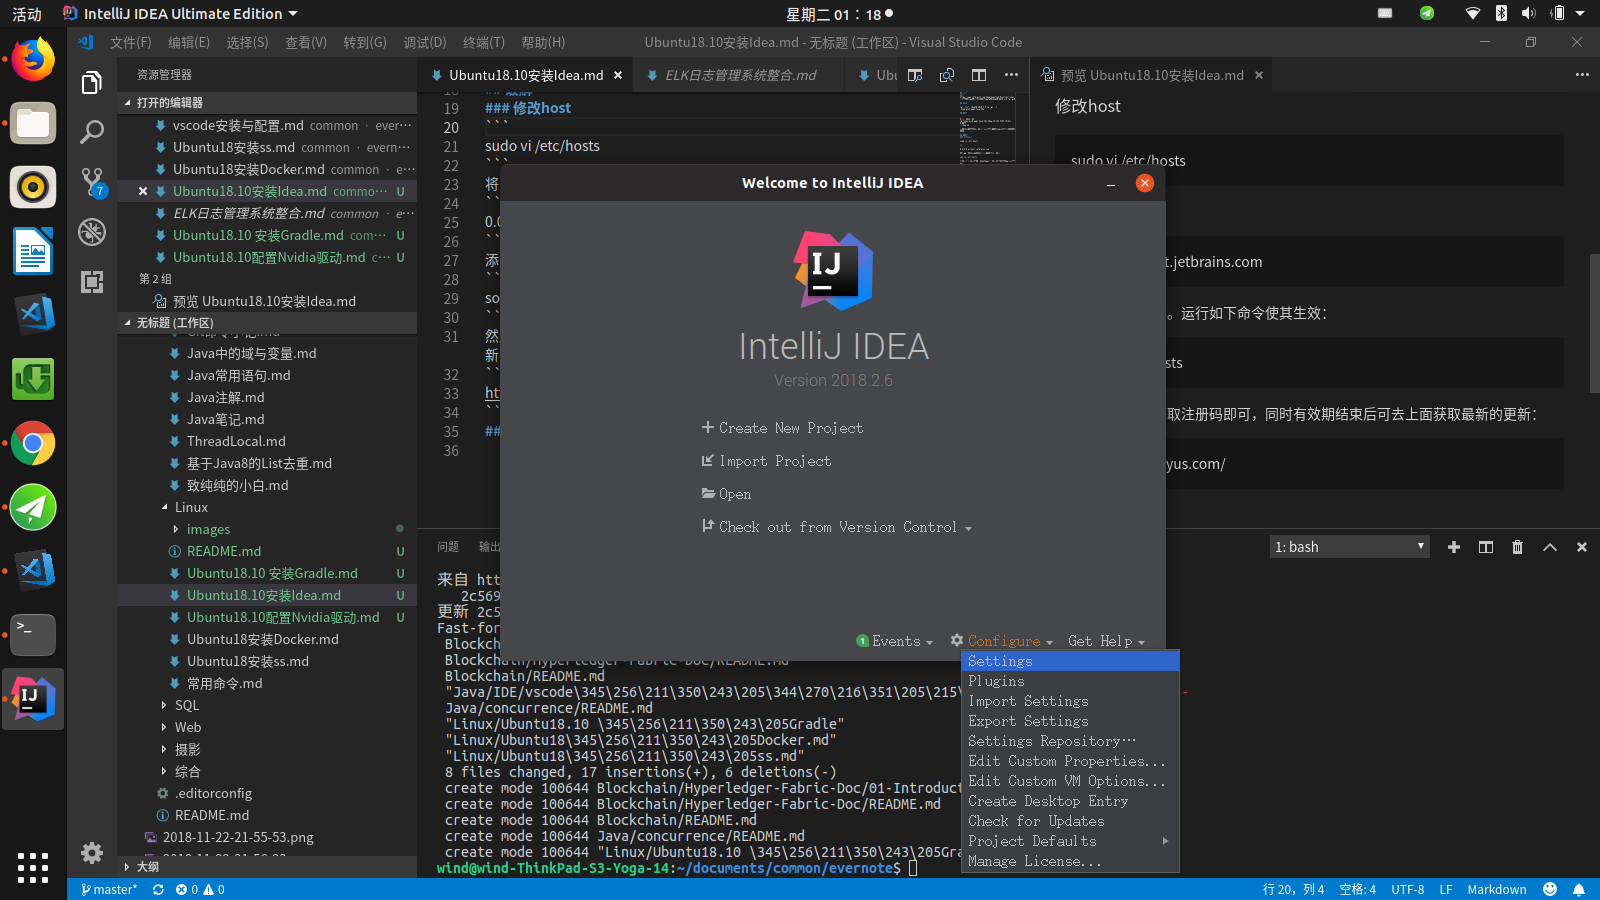 活动
IntelliJ IDEA Ultimate Edition
星期二 01：18
文件(F) 编辑(E) 选择(S) 查看(V) 转到(G) 调试(D) 终端(T) 帮助(H)
Ubuntu18.10安装Idea.md - 无标题 (工作区) - Visual Studio Code
资源管理器
打开的编辑器
vscode安装与配置.md common · ever···
Ubuntu18安装ss.md common · evern···
Ubuntu18安装Docker.md common · e···
Ubuntu18.10安装Idea.md commo··· U
ELK日志管理系统整合.md common · e···
Ubuntu18.10 安装Gradle.md com··· U
Ubuntu18.10配置Nvidia驱动.md c··· U
第 2 组
预览 Ubuntu18.10安装Idea.md
无标题 (工作区)
Java中的域与变量.md
Java常用语句.md
Java注解.md
Java笔记.md
ThreadLocal.md
基于Java8的List去重.md
致纯纯的小白.md
Linux
images
README.md U
Ubuntu18.10 安装Gradle.md U
Ubuntu18.10安装Idea.md U
Ubuntu18.10配置Nvidia驱动.md U
Ubuntu18安装Docker.md
Ubuntu18安装ss.md
常用命令.md
SQL
Web
摄影
综合
.editorconfig
README.md
2018-11-22-21-55-53.png
大纲
7
Ubuntu18.10安装Idea.md
ELK日志管理系统整合.md
Ubu
19 ### 修改host
20 ```
21 sudo vi /etc/hosts
22 ```
23 将
24 ``
25 0.0
26 ``
27 添
28 ``
29 so
30 ``
31 然
新
32 ``
33 htt
34 ``
35 ##
36
预览 Ubuntu18.10安装Idea.md
修改host
sudo vi /etc/hosts
t.jetbrains.com
。运行如下命令使其生效：
sts
取注册码即可，同时有效期结束后可去上面获取最新的更新：
yus.com/
Welcome to IntelliJ IDEA
IJ
IntelliJ IDEA
Version 2018.2.6
Create New Project
Import Project
Open
Check out from Version Control
1 Events
Configure
Get Help
Settings
Plugins
Import Settings
Export Settings
Settings Repository···
Edit Custom Properties...
Edit Custom VM Options...
Create Desktop Entry
Check for Updates
Project Defaults
Manage License...
问题 输出
1: bash
来自 htt
2c569
更新 2c5
Fast-for
Blockch
Blockchain/Hyperledger-Fabric-Doc/README.md
Blockchain/README.md
"Java/IDE/vscode\345\256\211\350\243\205\344\270\216\351\205\215\
Java/concurrence/README.md
"Linux/Ubuntu18.10 \345\256\211\350\243\205Gradle"
"Linux/Ubuntu18\345\256\211\350\243\205Docker.md"
"Linux/Ubuntu18\345\256\211\350\243\205ss.md"
8 files changed, 17 insertions(+), 6 deletions(-)
create mode 100644 Blockchain/Hyperledger-Fabric-Doc/01-Introduct
create mode 100644 Blockchain/Hyperledger-Fabric-Doc/README.md
create mode 100644 Blockchain/README.md
create mode 100644 Java/concurrence/README.md
create mode 100644 "Linux/Ubuntu18.10 \345\256\211\350\243\205Gra
wind@wind-ThinkPad-S3-Yoga-14:~/documents/common/evernote$
master*
0 0
行 20，列 4 空格: 4 UTF-8 LF Markdown